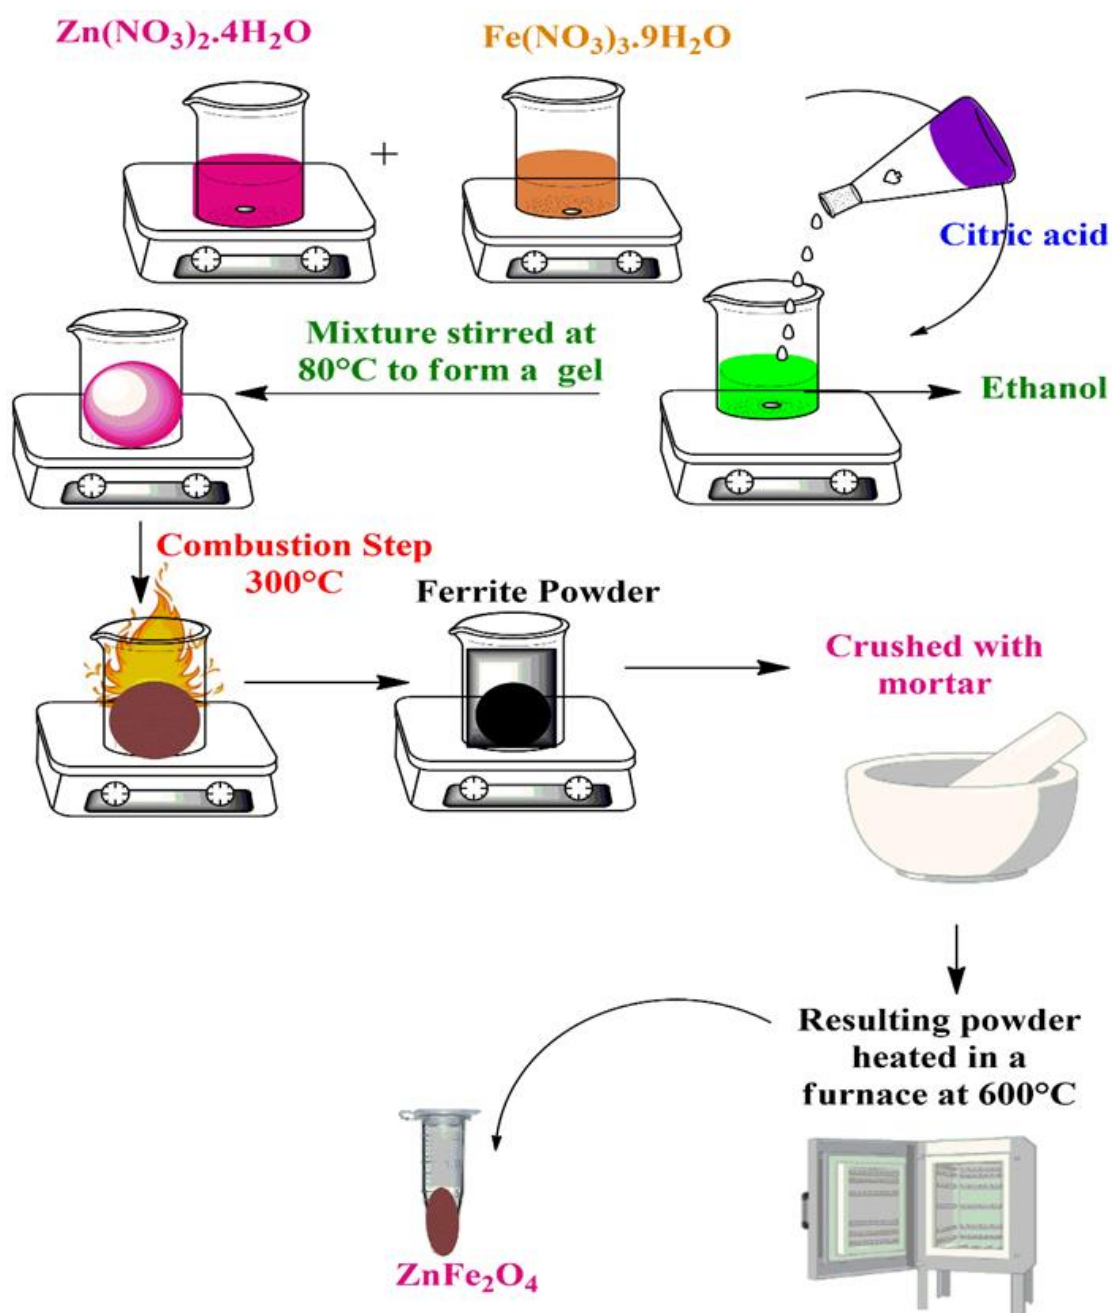 Zn(NO₃)₂.4H₂O
Fe(NO₃)₃.9H₂O
+
Citric acid
Mixture stirred at
80°C to form a gel
Ethanol
Combustion Step
300°C
Ferrite Powder
Crushed with
mortar
Resulting powder
heated in a
furnace at 600°C
ZnFe₂O₄